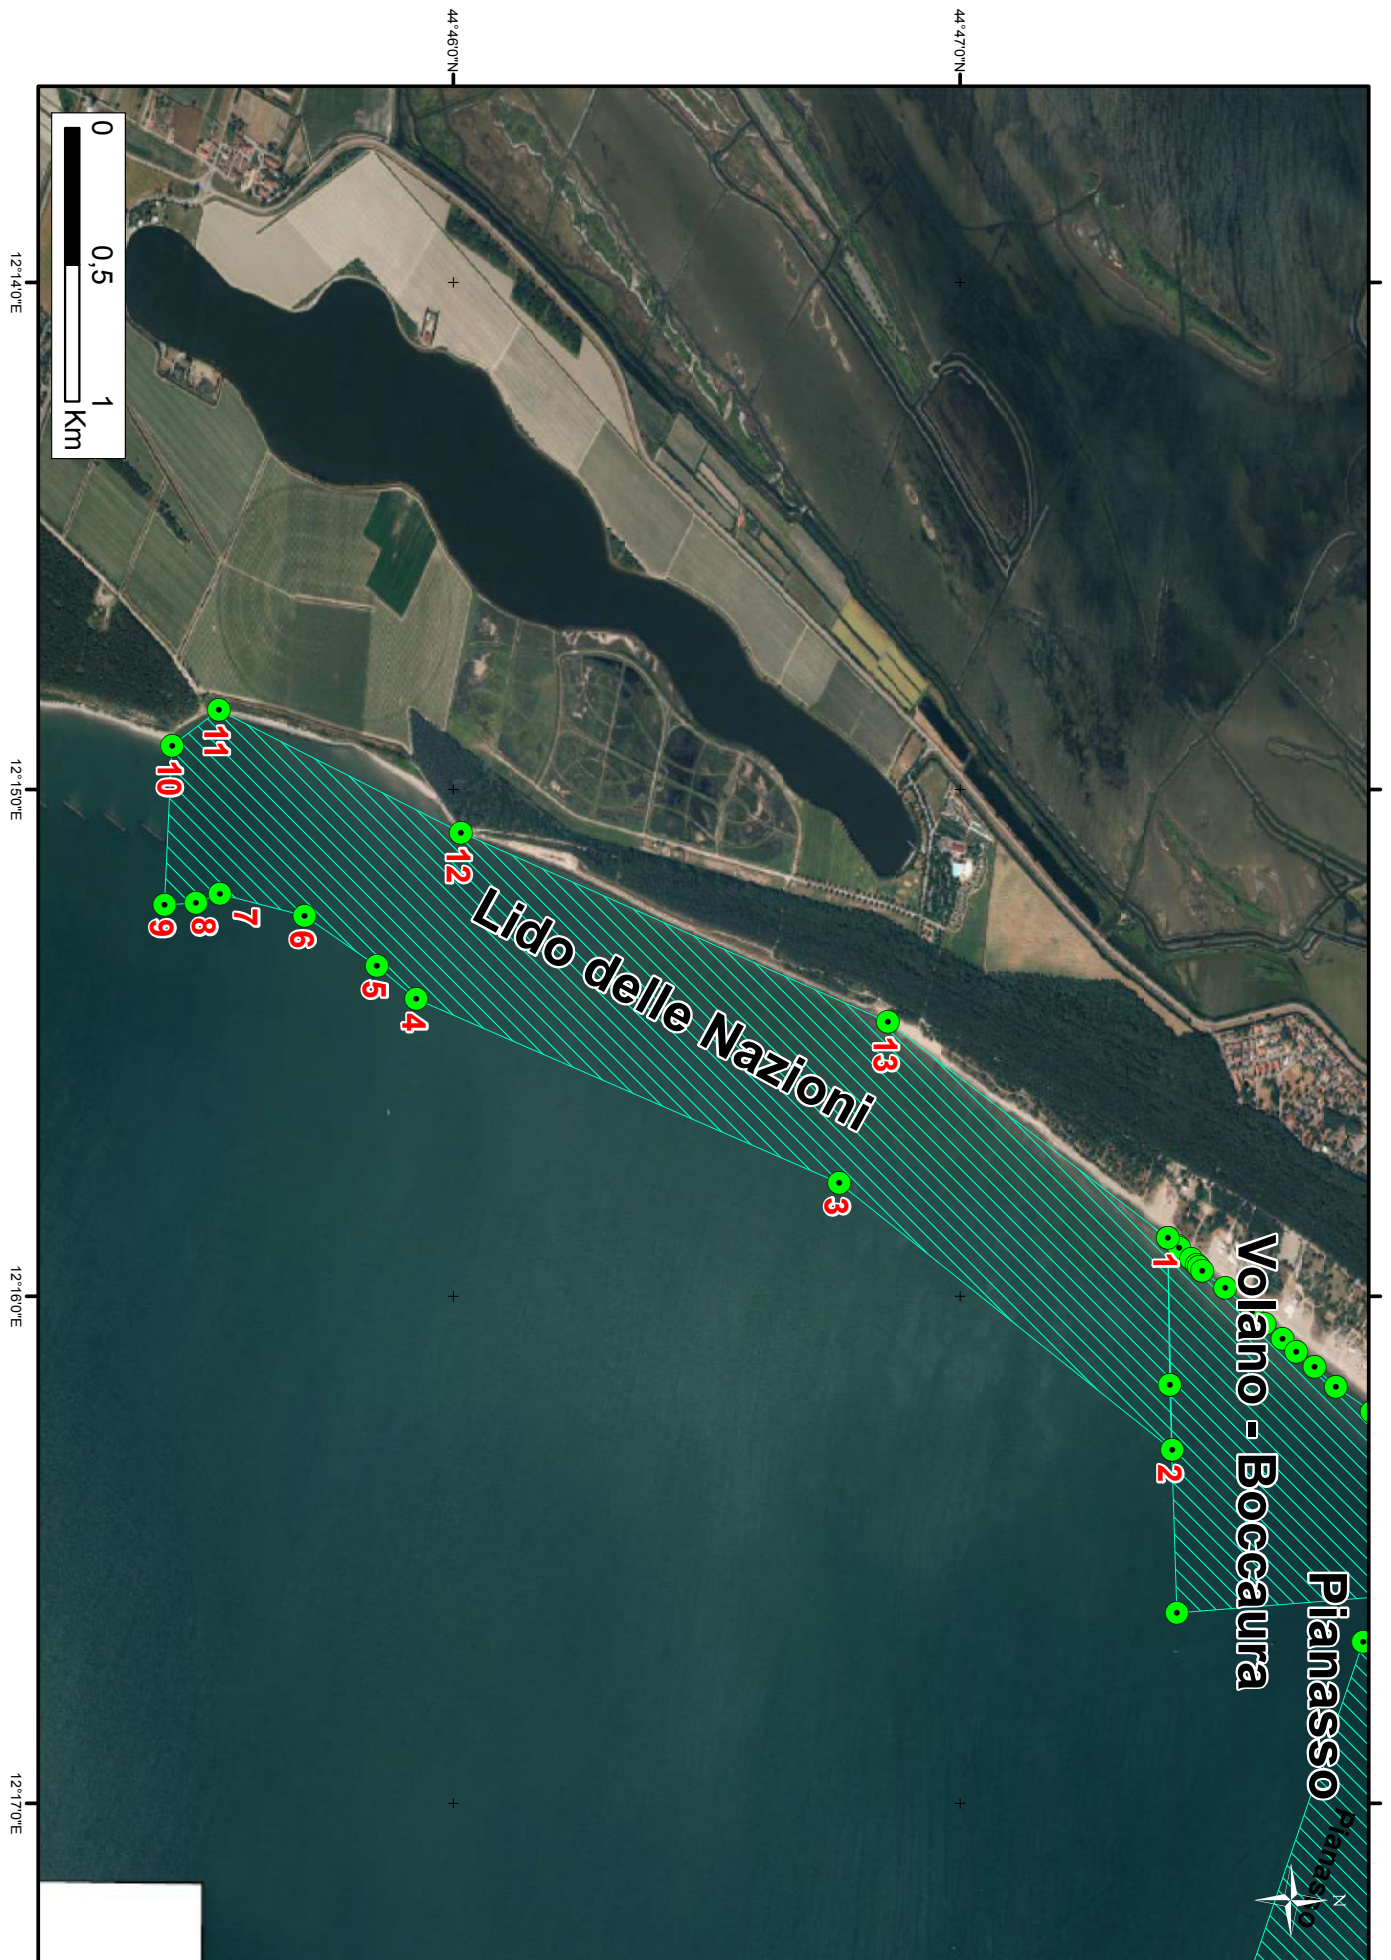 44°46'0"N
44°47'0"N
12°14'0"E
12°15'0"E
12°16'0"E
12°17'0"E
0 0,5 1
Km
Lido delle Nazioni
Volano - Boccaura
Pianasso
Pianasso
N
1
2
3
4
5
6
7
8
9
10
11
12
13